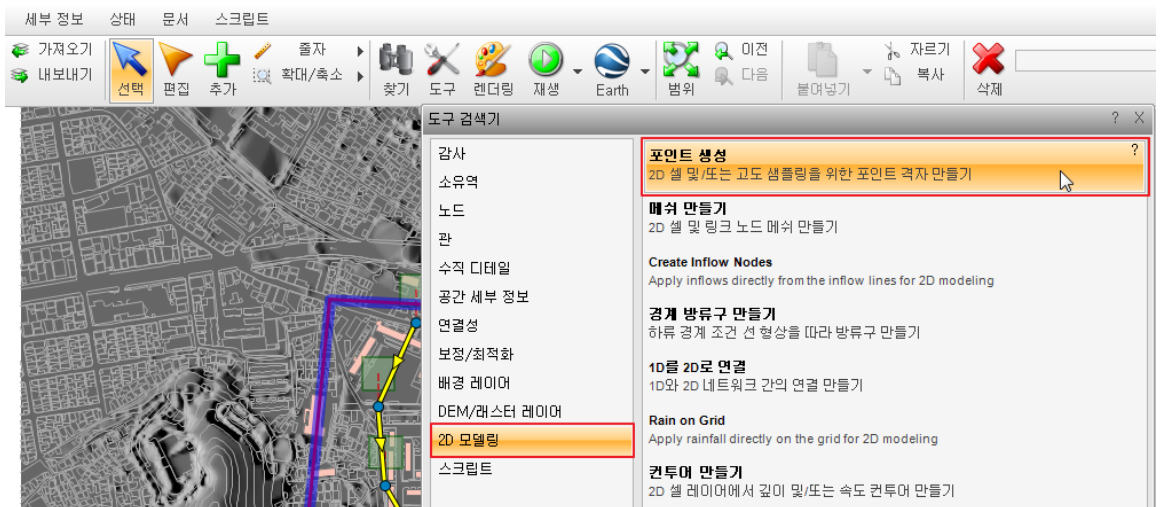 세부 정보 상태 문서 스크립트
가져오기 줄자 이전 자르기
내보내기 확대/축소 다음 복사
선택 편집 추가 찾기 도구 렌더링 재생 Earth 범위 붙여넣기 삭제
도구 검색기 ? X
감사
소유역
노드
관
수직 디테일
공간 세부 정보
연결성
보정/최적화
배경 레이어
DEM/래스터 레이어
2D 모델링
스크립트
포인트 생성 ?
2D 셀 및/또는 고도 샘플링을 위한 포인트 격자 만들기
메쉬 만들기
2D 셀 및 링크 노드 메쉬 만들기
Create Inflow Nodes
Apply inflows directly from the inflow lines for 2D modeling
경계 방류구 만들기
하류 경계 조건 선 형상을 따라 방류구 만들기
1D를 2D로 연결
1D와 2D 네트워크 간의 연결 만들기
Rain on Grid
Apply rainfall directly on the grid for 2D modeling
컨투어 만들기
2D 셀 레이어에서 깊이 및/또는 속도 컨투어 만들기